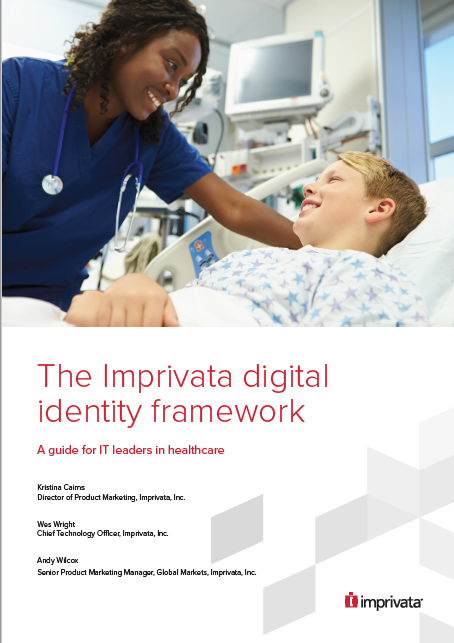 The Imprivata digital
identity framework
A guide for IT leaders in healthcare
Kristina Cairns
Director of Product Marketing, Imprivata, Inc.
Wes Wright
Chief Technology Officer, Imprivata, Inc.
Andy Wilcox
Senior Product Marketing Manager, Global Markets, Imprivata, Inc.
imprivata